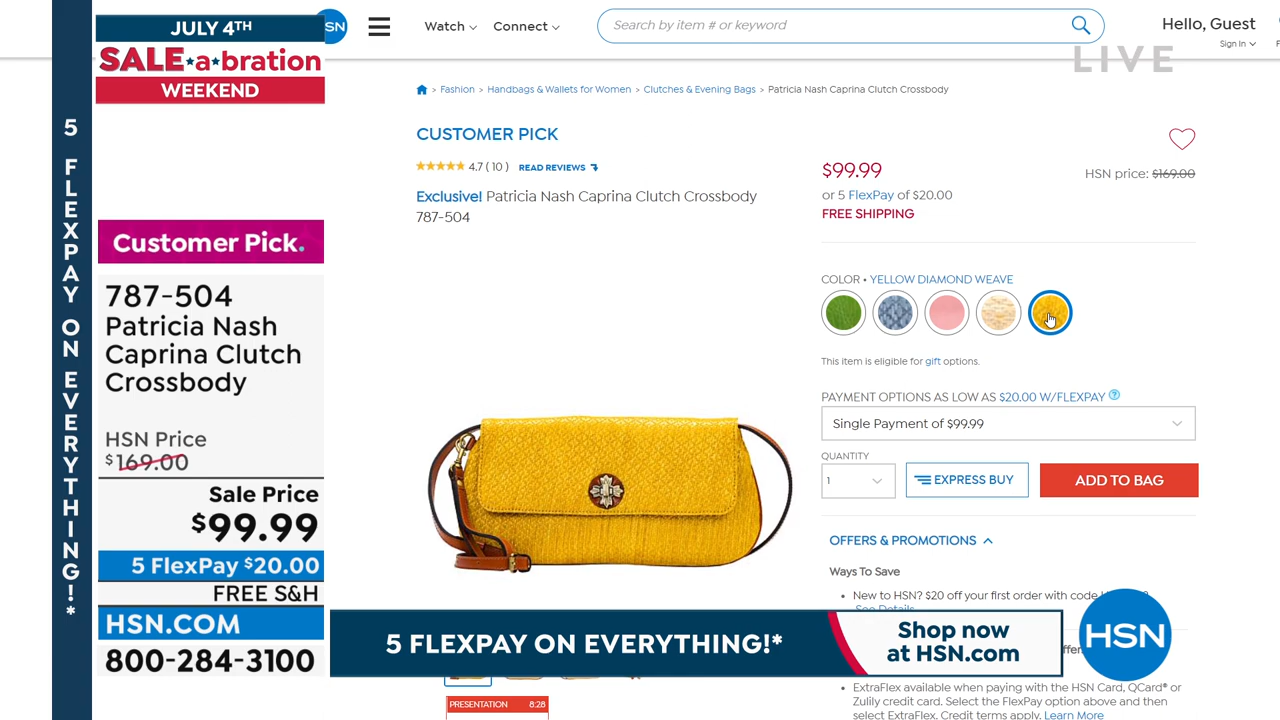 JULY 4TH
SALE★a★bration
WEEKEND
5 FLEXPAY ON EVERYTHING!*
Customer Pick.
787-504
Patricia Nash
Caprina Clutch
Crossbody
HSN Price
$169.00
Sale Price
$99.99
5 FlexPay $20.00
FREE S&H
HSN.COM
800-284-3100
SN
Watch
Connect
Search by item # or keyword
Hello, Guest
Sign In
LIVE
> Fashion > Handbags & Wallets for Women > Clutches & Evening Bags > Patricia Nash Caprina Clutch Crossbody
CUSTOMER PICK
4.7 ( 10 ) READ REVIEWS
Exclusive! Patricia Nash Caprina Clutch Crossbody
787-504
$99.99
HSN price: $169.00
or 5 FlexPay of $20.00
FREE SHIPPING
COLOR • YELLOW DIAMOND WEAVE
This item is eligible for gift options.
PAYMENT OPTIONS AS LOW AS $20.00 W/FLEXPAY ?
Single Payment of $99.99
QUANTITY
1
EXPRESS BUY
ADD TO BAG
OFFERS & PROMOTIONS
Ways To Save
• New to HSN? $20 off your first order with code
See Details
5 FLEXPAY ON EVERYTHING!*
Shop now
at HSN.com
HSN
PRESENTATION 8:28
• ExtraFlex available when paying with the HSN Card, QCard® or
Zulily credit card. Select the FlexPay option above and then
select ExtraFlex. Credit terms apply. Learn More